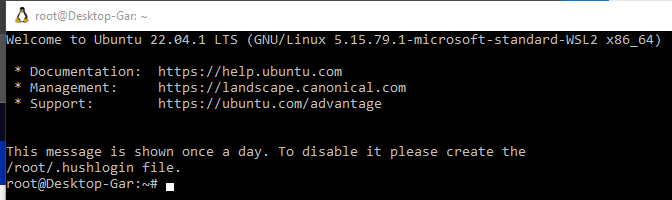 root@Desktop-Gar: ~
Welcome to Ubuntu 22.04.1 LTS (GNU/Linux 5.15.79.1-microsoft-standard-WSL2 x86_64)
* Documentation:  https://help.ubuntu.com
* Management:     https://landscape.canonical.com
* Support:        https://ubuntu.com/advantage
This message is shown once a day. To disable it please create the
/root/.hushlogin file.
root@Desktop-Gar:~#